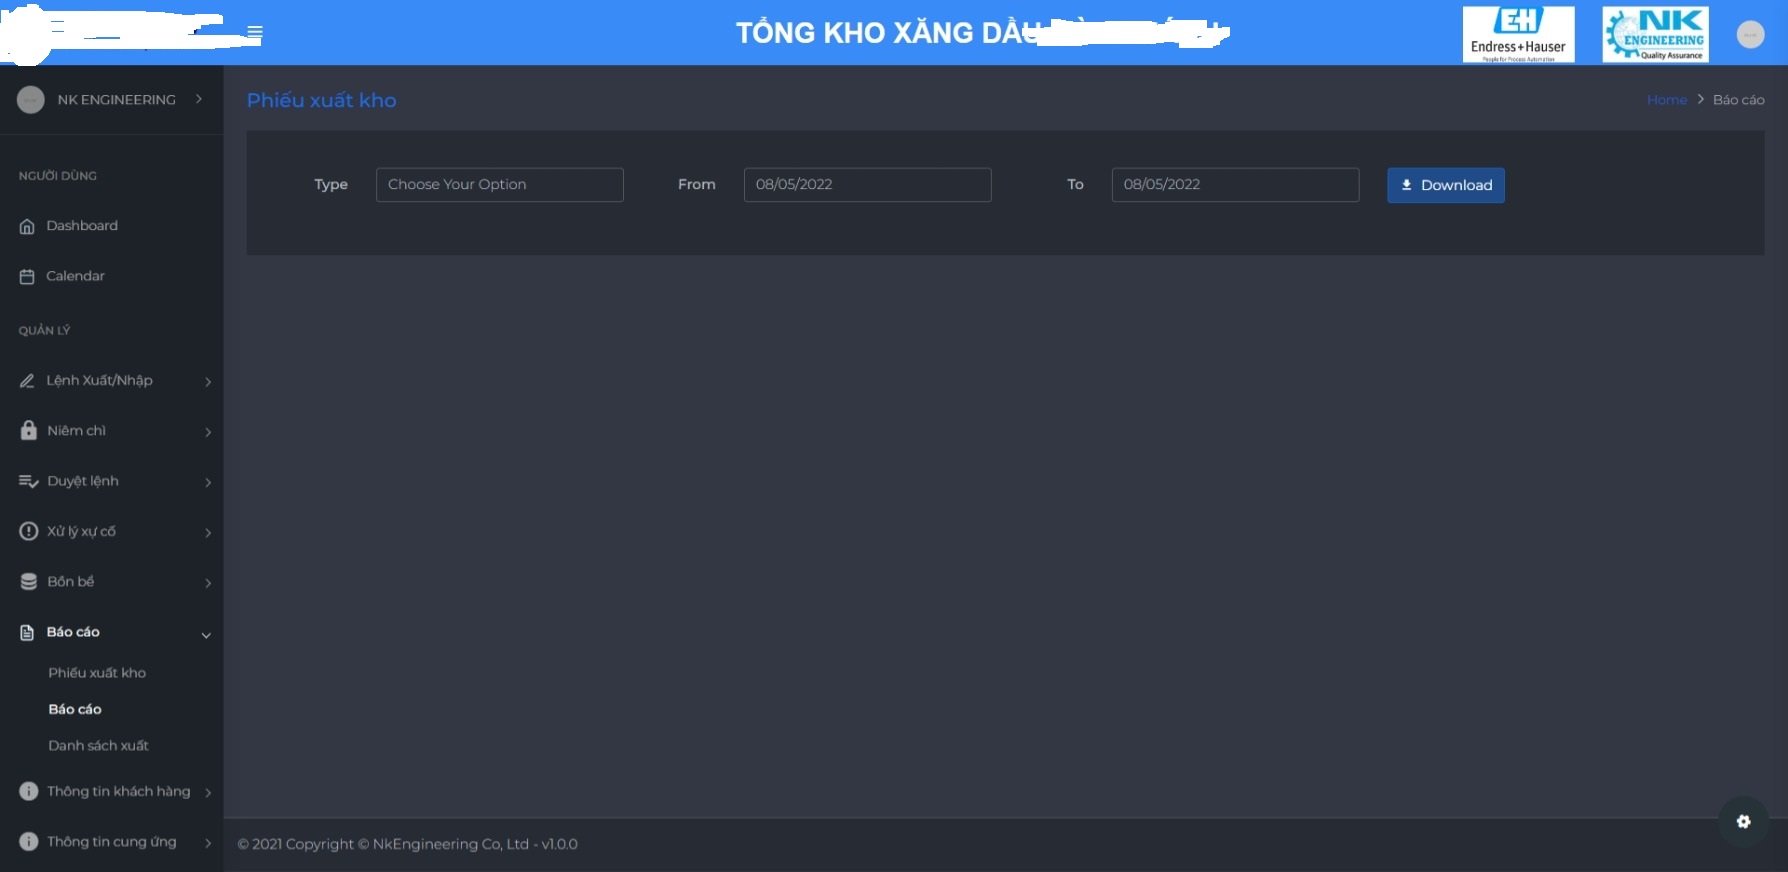 TỔNG KHO XĂNG DẦU
EH
Endress+Hauser
People for Process Automation
NK
ENGINEERING
Quality Assurance
NK ENGINEERING
Phiếu xuất kho
Home > Báo cáo
NGƯỜI DÙNG
Type Choose Your Option From 08/05/2022 To 08/05/2022 Download
Dashboard
Calendar
QUẢN LÝ
Lệnh Xuất/Nhập
Niêm chì
Duyệt lệnh
Xử lý xự cố
Bồn bể
Báo cáo
Phiếu xuất kho
Báo cáo
Danh sách xuất
Thông tin khách hàng
Thông tin cung ứng
© 2021 Copyright © NkEngineering Co, Ltd - v1.0.0